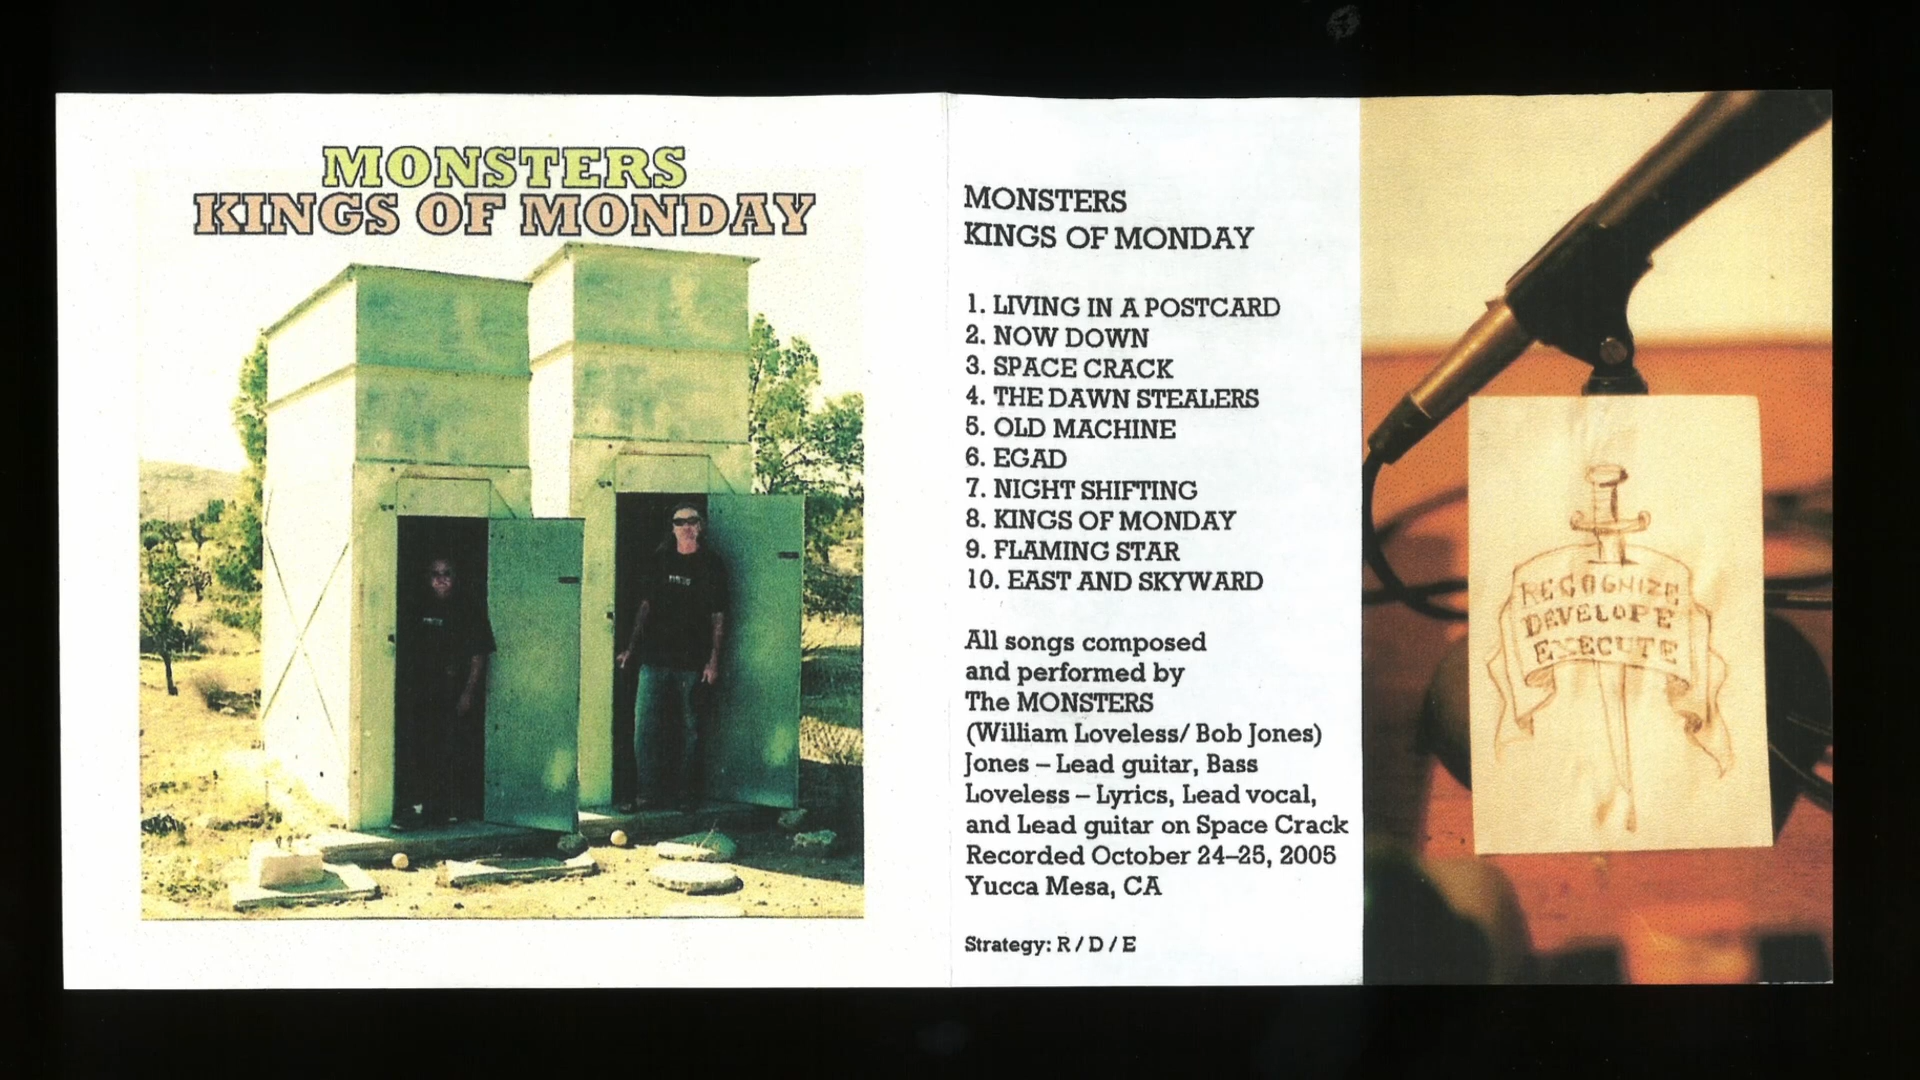 MONSTERS
KINGS OF MONDAY
MONSTERS
KINGS OF MONDAY
1. LIVING IN A POSTCARD
2. NOW DOWN
3. SPACE CRACK
4. THE DAWN STEALERS
5. OLD MACHINE
6. EGAD
7. NIGHT SHIFTING
8. KINGS OF MONDAY
9. FLAMING STAR
10. EAST AND SKYWARD
All songs composed
and performed by
The MONSTERS
(William Loveless/ Bob Jones)
Jones – Lead guitar, Bass
Loveless – Lyrics, Lead vocal,
and Lead guitar on Space Crack
Recorded October 24–25, 2005
Yucca Mesa, CA
Strategy: R / D / E
RECOGNIZE
DEVELOPE
EXECUTE